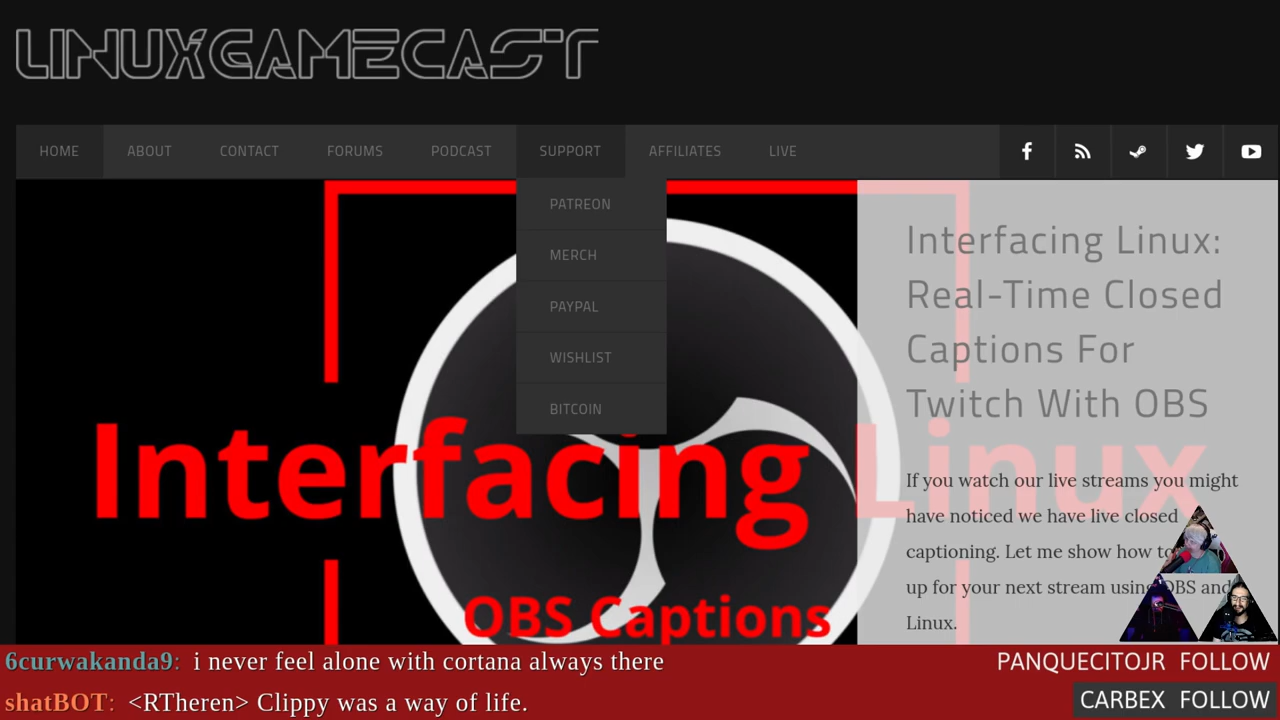 LINUXGAMECAST
HOME ABOUT CONTACT FORUMS PODCAST SUPPORT AFFILIATES LIVE
PATREON
MERCH
PAYPAL
WISHLIST
BITCOIN
Interfacing Linux
OBS Captions
Interfacing Linux:
Real-Time Closed
Captions For
Twitch With OBS
If you watch our live streams you might
have noticed we have live closed
captioning. Let me show how to
up for your next stream using OBS and
Linux.
6curwakanda9: i never feel alone with cortana always there
shatBOT: <RTheren> Clippy was a way of life.
PANQUECITOJR FOLLOW
CARBEX FOLLOW